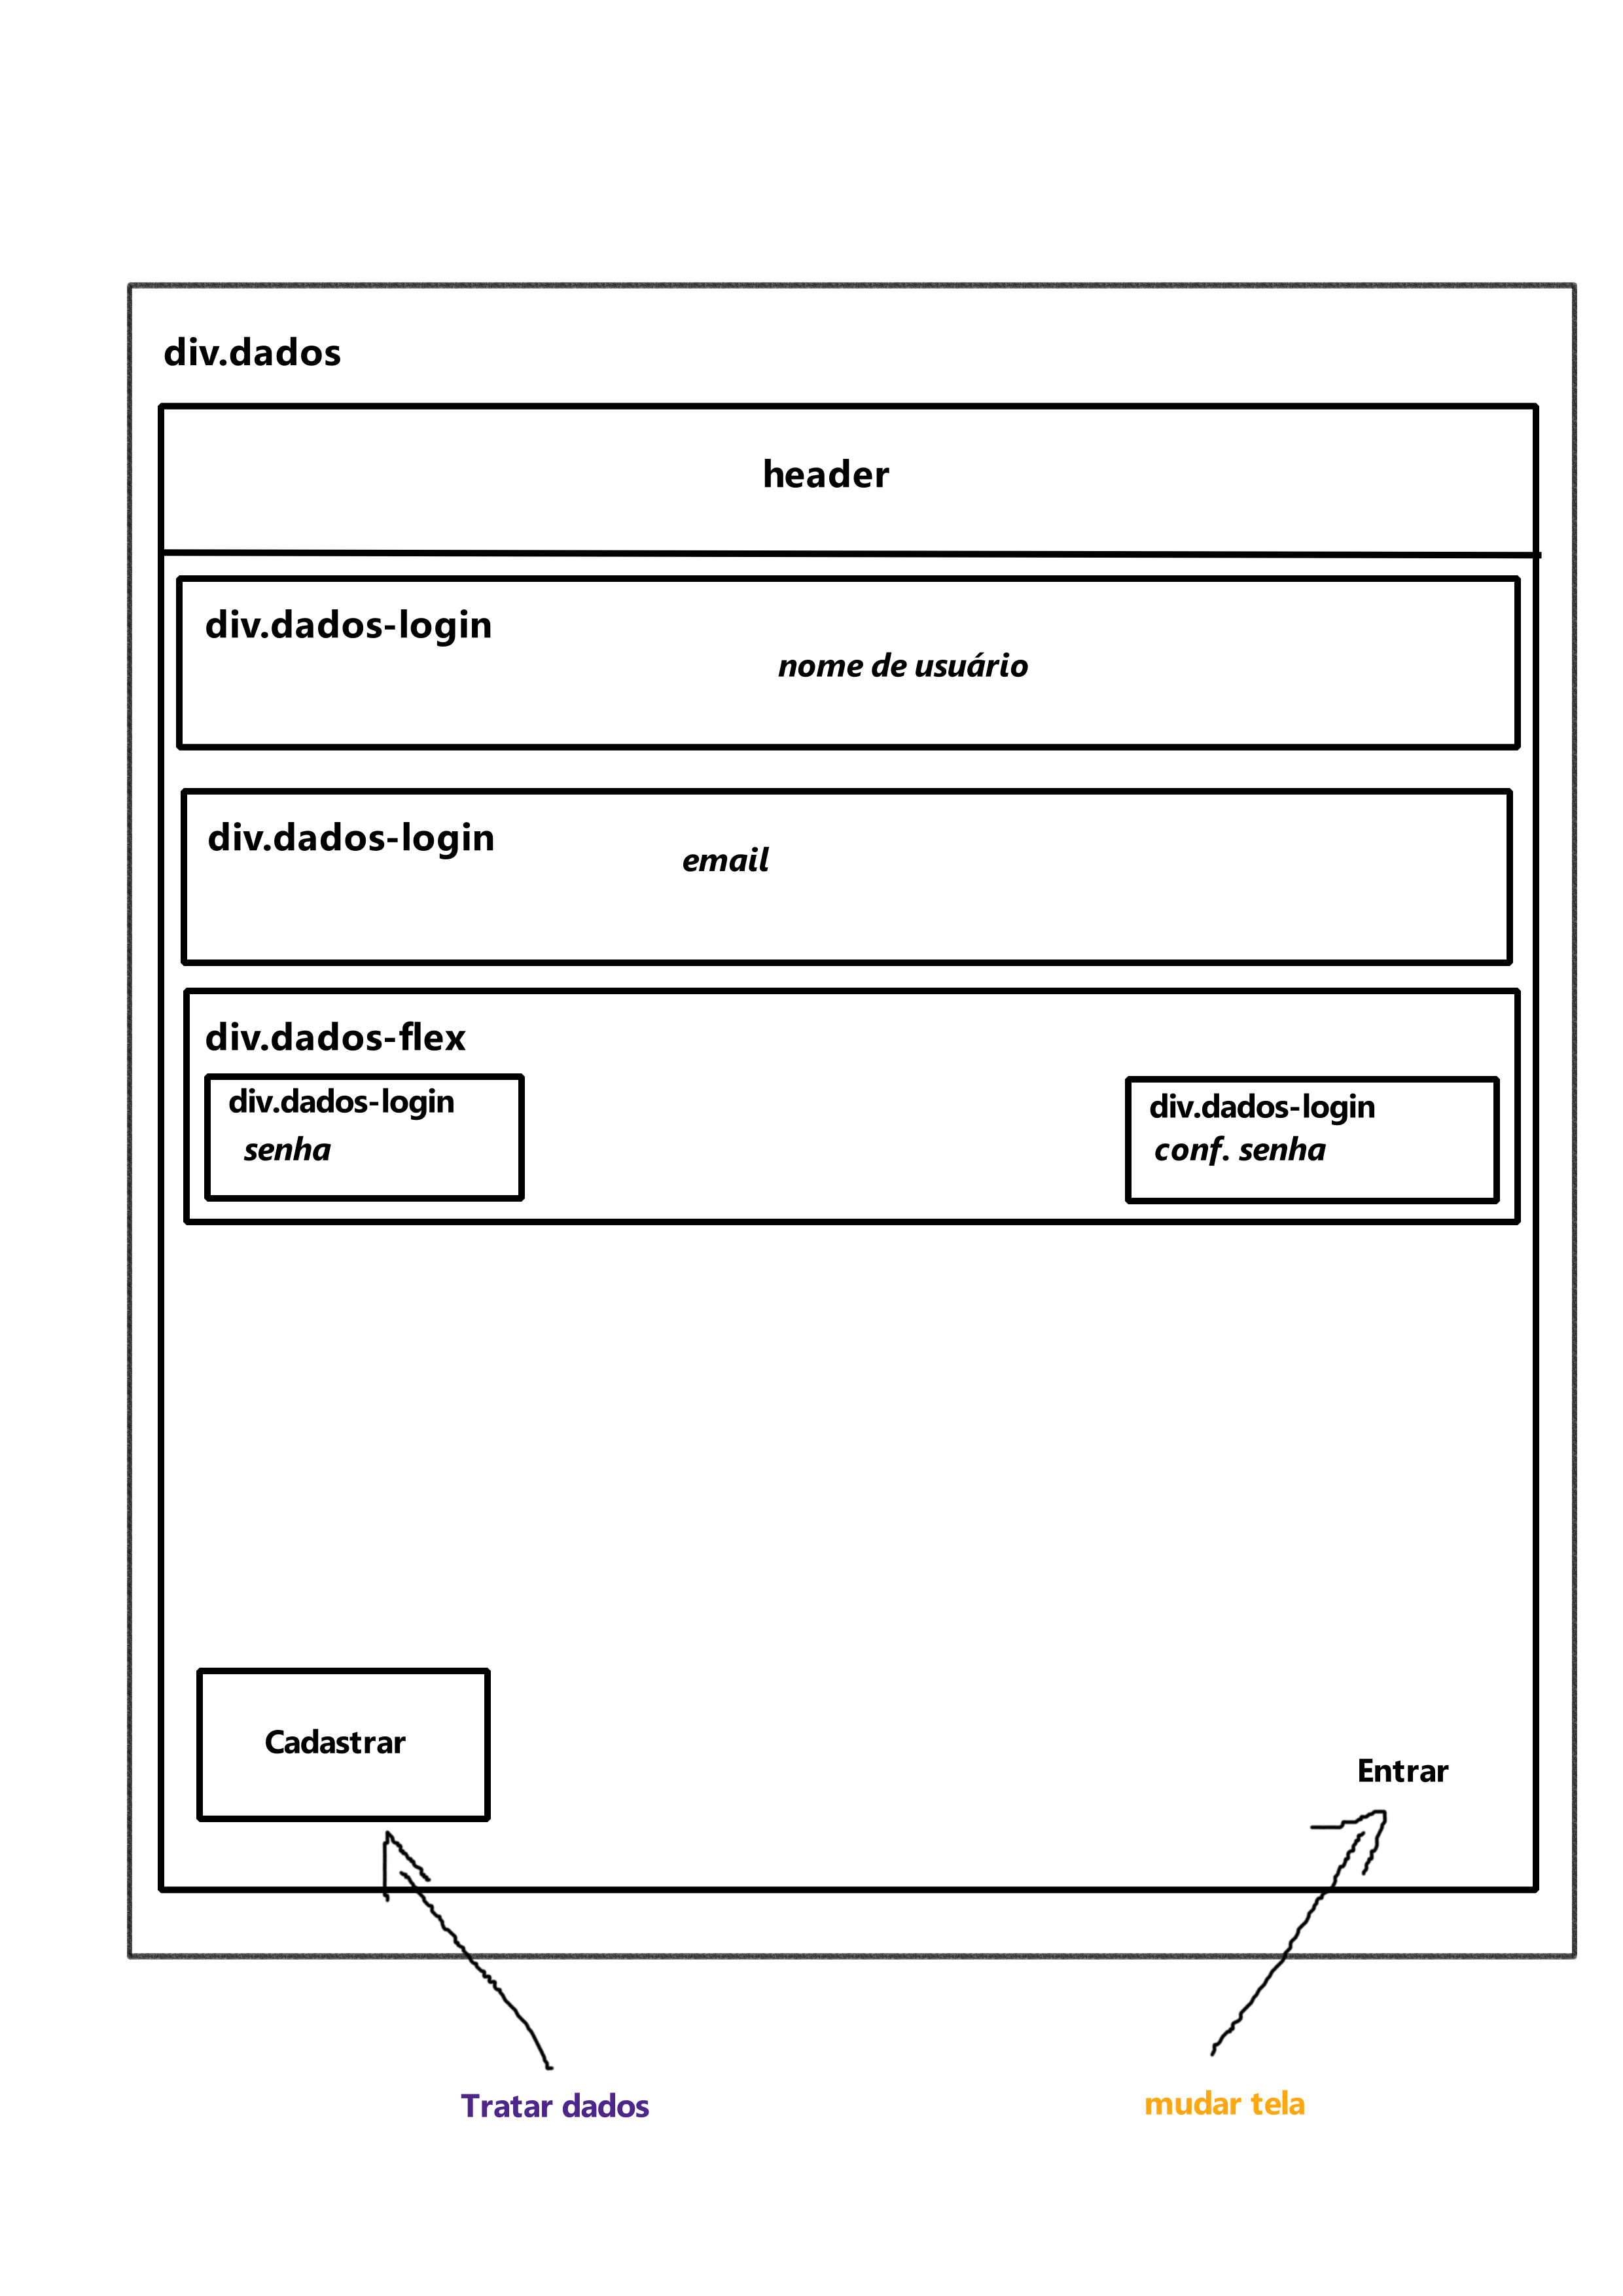 div.dados
header
div.dados-login
nome de usuário
div.dados-login
email
div.dados-flex
div.dados-login
senha
div.dados-login
conf. senha
Cadastrar
Entrar
Tratar dados
mudar tela